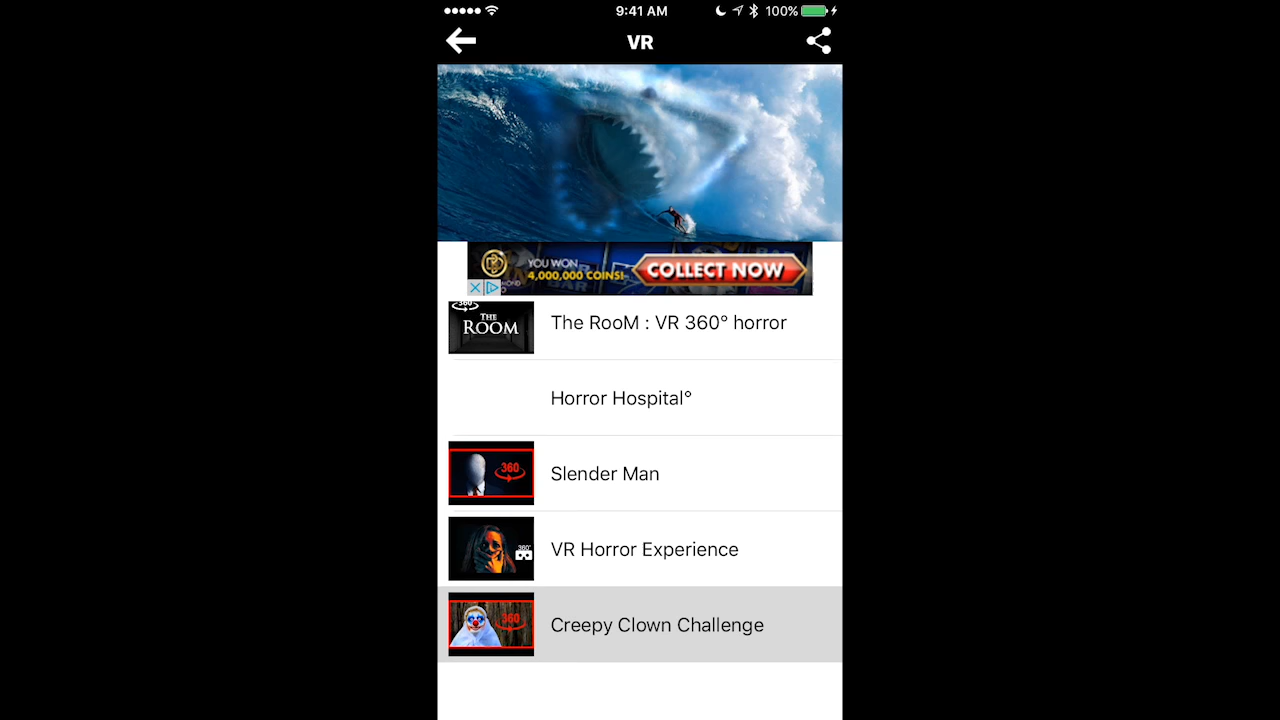 9:41 AM
100%
VR
YOU WON
4,000,000 COINS!
COLLECT NOW
360°
THE
ROOM
The RooM : VR 360° horror
Horror Hospital°
360
Slender Man
360°
VR Horror Experience
360
Creepy Clown Challenge